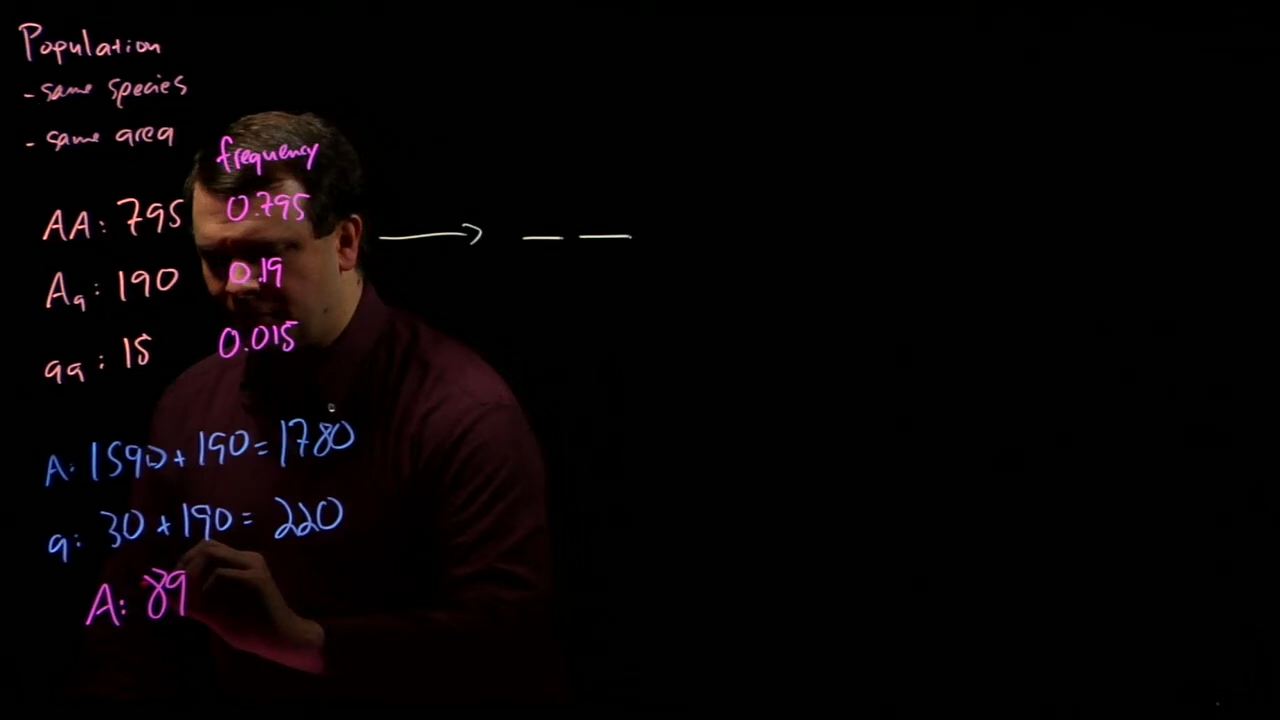 Population
- same species
- same area
frequency
AA: 795 0.795
Aa: 190 0.19
aa: 15 0.015
A: 1590 + 190 = 1780
a: 30 + 190 = 220
A: 89